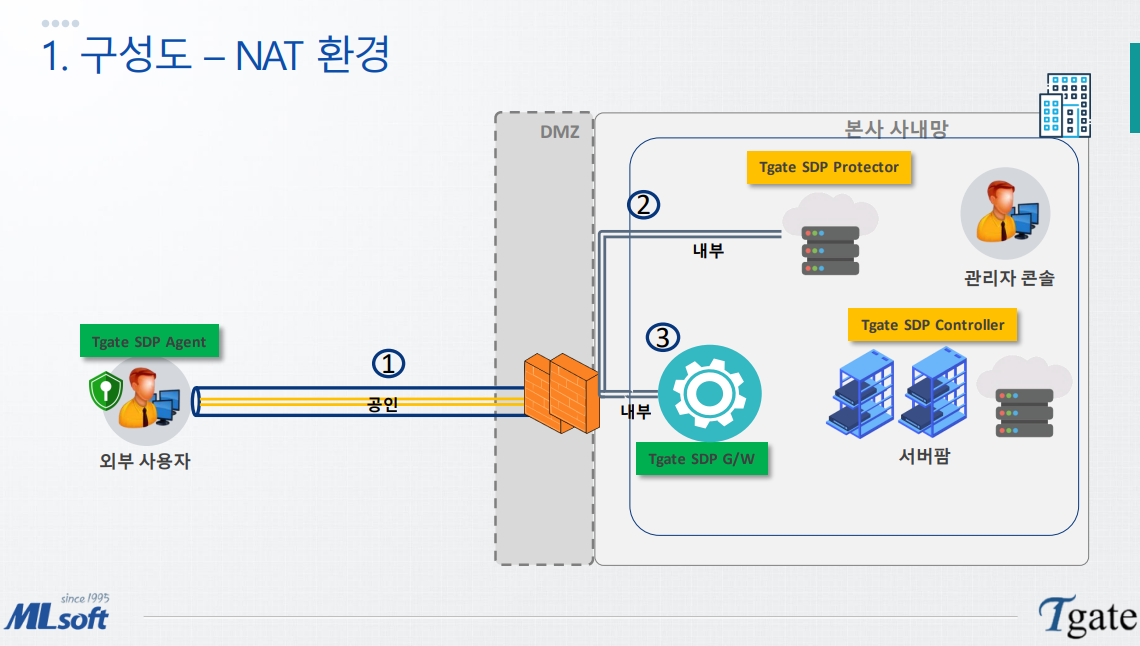 1. 구성도 – NAT 환경
DMZ
본사 사내망
Tgate SDP Protector
②
내부
관리자 콘솔
Tgate SDP Agent
①
공인
외부 사용자
③
내부
Tgate SDP G/W
Tgate SDP Controller
서버팜
since 1995
MLsoft
Tgate